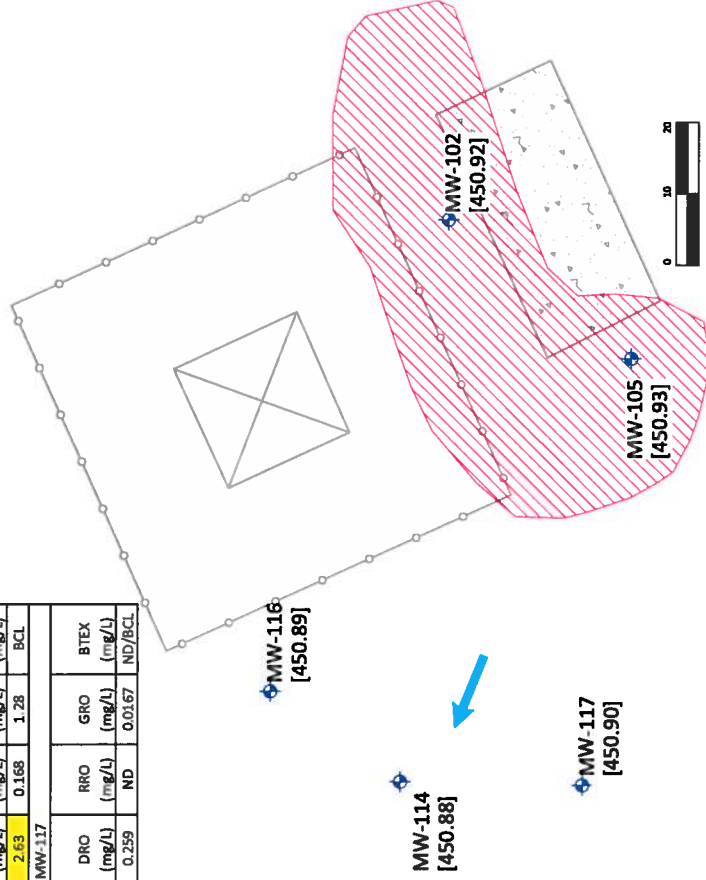 2.63 0.168 1.28 BCL
MW-117
DRO RRO GRO BTEX
(mg/L) (mg/L) (mg/L) (mg/L)
0.259 ND 0.0167 ND/BCL
MW-102
[450.92]
0 10 20
MW-105
[450.93]
MW-116
[450.89]
MW-114
[450.88]
MW-117
[450.90]